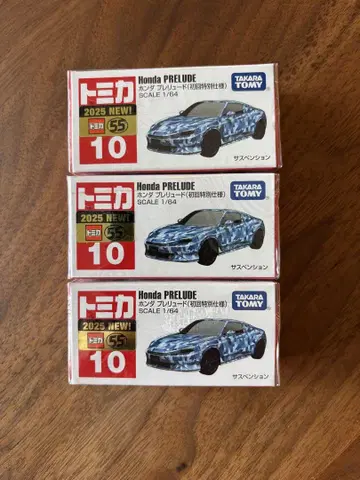 トミカ
2025 NEW!
トミカ 55
10
Honda PRELUDE
ホンダ プレリュード(初回特別仕様)
SCALE 1/64
TAKARA TOMY
サスペンション
トミカ
2025 NEW!
トミカ 55
10
Honda PRELUDE
ホンダ プレリュード(初回特別仕様)
SCALE 1/64
TAKARA TOMY
サスペンション
トミカ
2025 NEW!
トミカ 55
10
Honda PRELUDE
ホンダ プレリュード(初回特別仕様)
SCALE 1/64
TAKARA TOMY
サスペンション